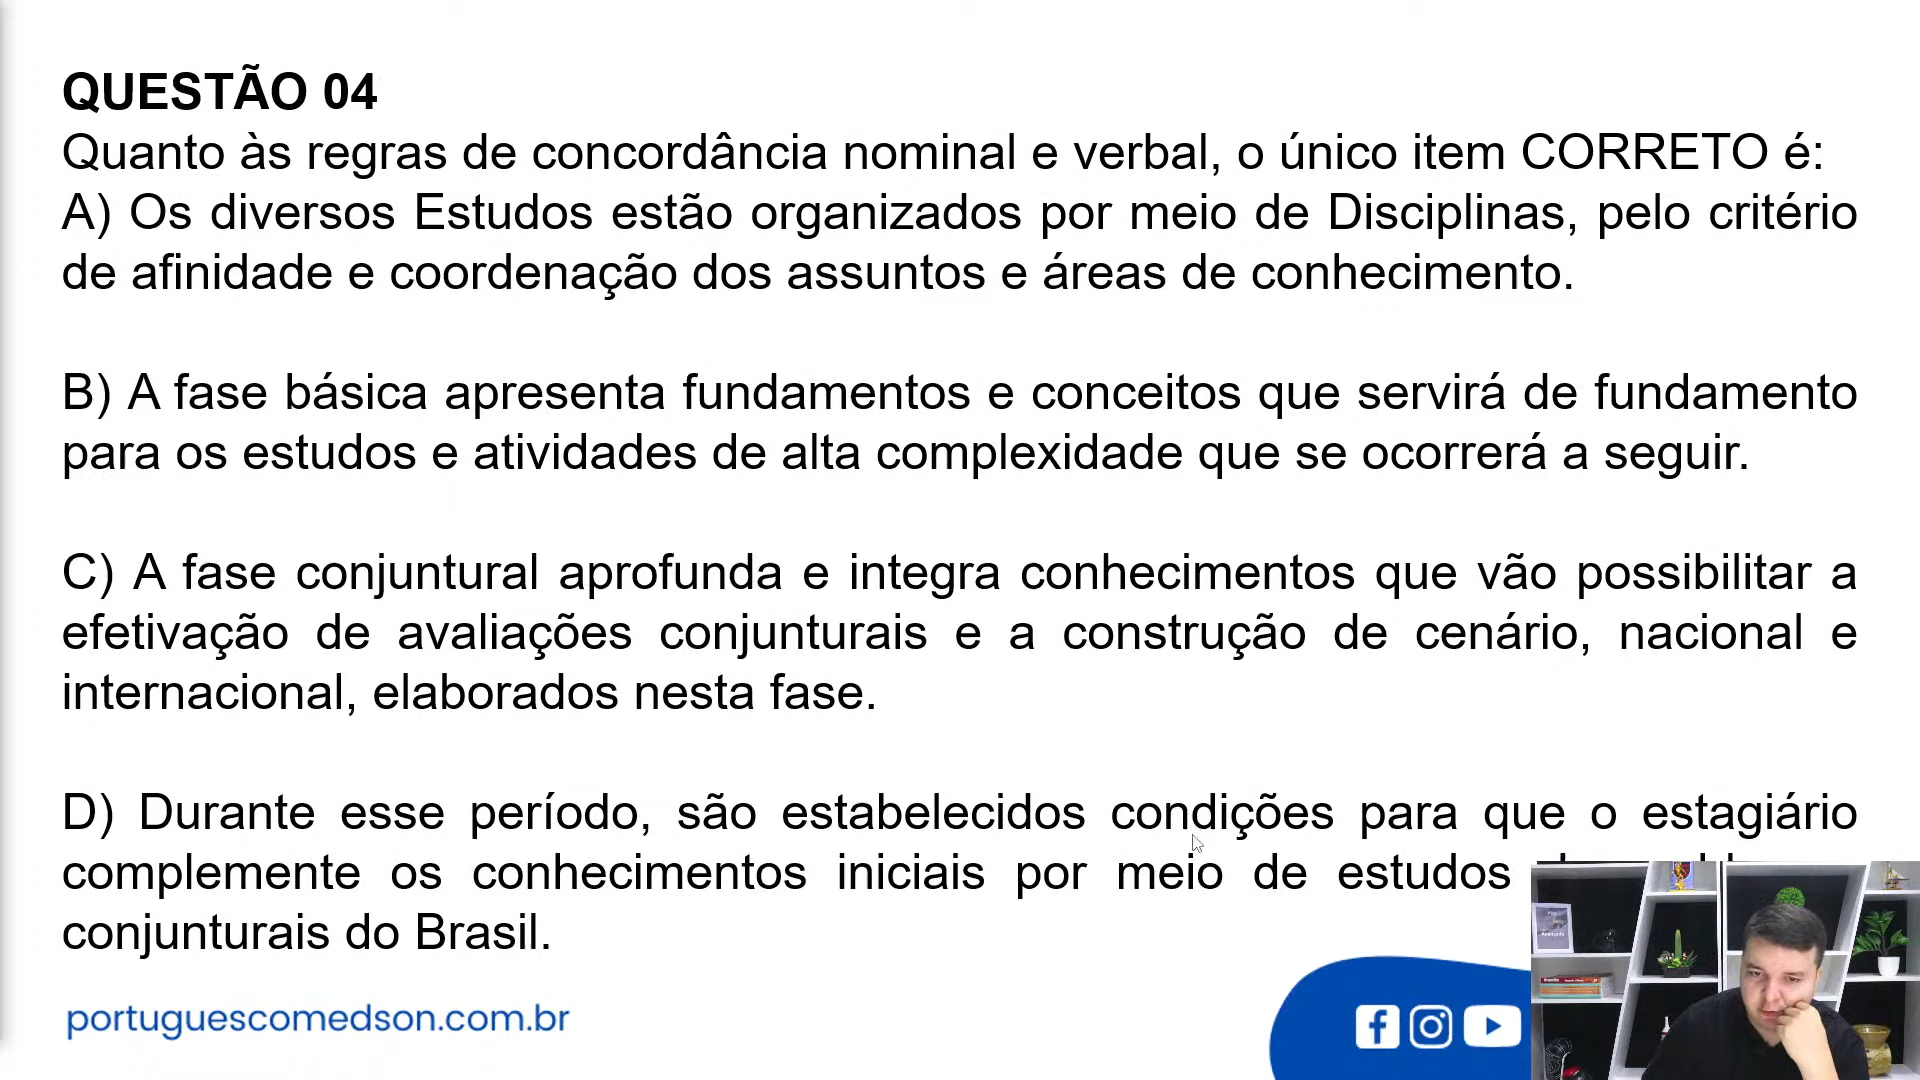 QUESTÃO 04
Quanto às regras de concordância nominal e verbal, o único item CORRETO é:
A) Os diversos Estudos estão organizados por meio de Disciplinas, pelo critério
de afinidade e coordenação dos assuntos e áreas de conhecimento.
B) A fase básica apresenta fundamentos e conceitos que servirá de fundamento
para os estudos e atividades de alta complexidade que se ocorrerá a seguir.
C) A fase conjuntural aprofunda e integra conhecimentos que vão possibilitar a
efetivação de avaliações conjunturais e a construção de cenário, nacional e
internacional, elaborados nesta fase.
D) Durante esse período, são estabelecidos condições para que o estagiário
complemente os conhecimentos iniciais por meio de estudos
conjunturais do Brasil.
portuguescomedson.com.br